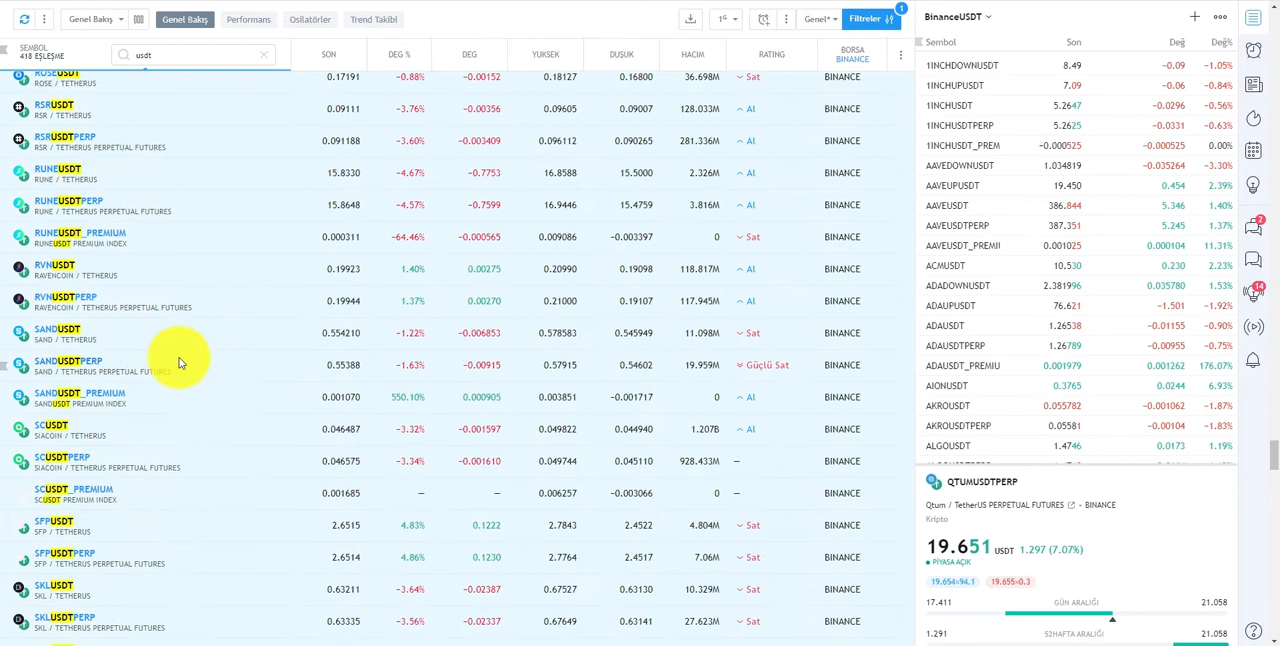 Genel Bakış
Genel Bakış
Performans
Osilatörler
Trend Takibi
1G
Genel*
Filtreler
1
SEMBOL
418 EŞLEŞME
usdt
SON
DEĞ %
DEĞ
YÜKSEK
DÜŞÜK
HACİM
RATING
BORSA
BINANCE
ROSEUSDT 0.17191 −0.88% −0.00152 0.18127 0.16800 36.698M Sat BINANCE
ROSE / TETHERUS
RSRUSDT 0.09111 −3.76% −0.00356 0.09605 0.09007 128.033M Al BINANCE
RSR / TETHERUS
RSRUSDTPERP 0.091188 −3.60% −0.003409 0.096112 0.090265 281.336M Al BINANCE
RSR / TETHERUS PERPETUAL FUTURES
RUNEUSDT 15.8330 −4.67% −0.7753 16.8588 15.5000 2.326M Al BINANCE
RUNE / TETHERUS
RUNEUSDTPERP 15.8648 −4.57% −0.7599 16.9446 15.4759 3.816M Al BINANCE
RUNE / TETHERUS PERPETUAL FUTURES
RUNEUSDT_PREMIUM 0.000311 −64.46% −0.000565 0.009086 −0.003397 0 Sat BINANCE
RUNEUSDT PREMIUM INDEX
RVNUSDT 0.19923 1.40% 0.00275 0.20990 0.19098 118.817M Al BINANCE
RAVENCOIN / TETHERUS
RVNUSDTPERP 0.19944 1.37% 0.00270 0.21000 0.19107 117.945M Al BINANCE
RAVENCOIN / TETHERUS PERPETUAL FUTURES
SANDUSDT 0.554210 −1.22% −0.006853 0.578583 0.545949 11.098M Sat BINANCE
SAND / TETHERUS
SANDUSDTPERP 0.55388 −1.63% −0.00915 0.57915 0.54602 19.959M Güçlü Sat BINANCE
SAND / TETHERUS PERPETUAL FUTURES
SANDUSDT_PREMIUM 0.001070 550.10% 0.000905 0.003851 −0.001717 0 Al BINANCE
SANDUSDT PREMIUM INDEX
SCUSDT 0.046487 −3.32% −0.001597 0.049822 0.044940 1.207B Al BINANCE
SIACOIN / TETHERUS
SCUSDTPERP 0.046575 −3.34% −0.001610 0.049744 0.045110 928.433M — BINANCE
SIACOIN / TETHERUS PERPETUAL FUTURES
SCUSDT_PREMIUM 0.001685 — — 0.006257 −0.003066 0 — BINANCE
SCUSDT PREMIUM INDEX
SFPUSDT 2.6515 4.83% 0.1222 2.7843 2.4522 4.804M Sat BINANCE
SFP / TETHERUS
SFPUSDTPERP 2.6514 4.86% 0.1230 2.7764 2.4517 7.06M Sat BINANCE
SFP / TETHERUS PERPETUAL FUTURES
SKLUSDT 0.63211 −3.64% −0.02387 0.67527 0.63130 10.329M Sat BINANCE
SKL / TETHERUS
SKLUSDTPERP 0.63335 −3.56% −0.02337 0.67649 0.63141 27.623M Sat BINANCE
SKL / TETHERUS PERPETUAL FUTURES
BinanceUSDT
Sembol Son Değ Değ%
1INCHDOWNUSDT 8.49 −0.09 −1.05%
1INCHUPUSDT 7.09 −0.06 −0.84%
1INCHUSDT 5.2647 −0.0296 −0.56%
1INCHUSDTPERP 5.2625 −0.0331 −0.63%
1INCHUSDT_PREM −0.000525 −0.000525 0.00%
AAVEDOWNUSDT 1.034819 −0.035264 −3.30%
AAVEUPUSDT 19.450 0.454 2.39%
AAVEUSDT 386.844 5.346 1.40%
AAVEUSDTPERP 387.351 5.245 1.37%
AAVEUSDT_PREMII 0.001025 0.000104 11.31%
ACMUSDT 10.530 0.230 2.23%
ADADOWNUSDT 2.381996 0.035780 1.53%
ADAUPUSDT 76.621 −1.501 −1.92%
ADAUSDT 1.26538 −0.01155 −0.90%
ADAUSDTPERP 1.26789 −0.00955 −0.75%
ADAUSDT_PREMIU 0.001979 0.001262 176.07%
AIONUSDT 0.3765 0.0244 6.93%
AKROUSDT 0.055782 −0.001062 −1.87%
AKROUSDTPERP 0.05581 −0.00104 −1.83%
ALGOUSDT 1.4746 0.0173 1.19%
QTUMUSDTPERP
Qtum / TetherUS PERPETUAL FUTURES • BINANCE
Kripto
19.651 USDT 1.297 (7.07%)
● PİYASA AÇIK
19.654×94.1 19.655×0.3
17.411 GÜN ARALIĞI 21.058
1.291 52HAFTA ARALIĞI 21.058
2
14